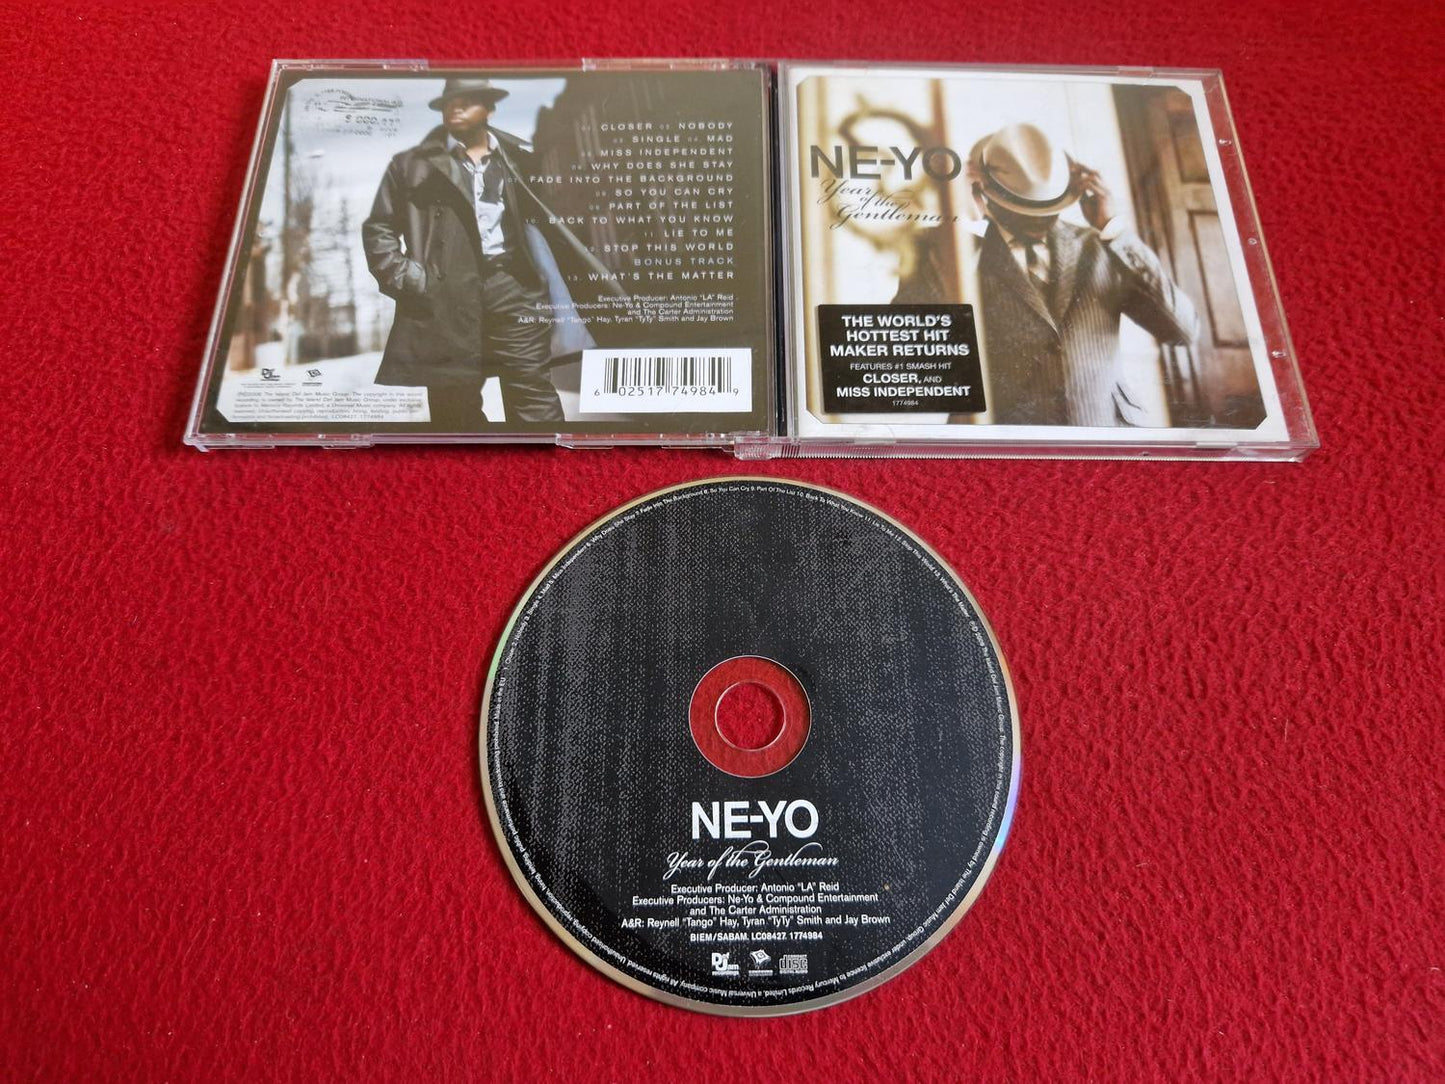 01. CLOSER 02. NOBODY
03. SINGLE 04. MAD
05. MISS INDEPENDENT
06. WHY DOES SHE STAY
07. FADE INTO THE BACKGROUND
08. SO YOU CAN CRY
09. PART OF THE LIST
10. BACK TO WHAT YOU KNOW
11. LIE TO ME
12. STOP THIS WORLD
BONUS TRACK
13. WHAT'S THE MATTER
Executive Producer: Antonio "LA" Reid
Executive Producers: Ne-Yo & Compound Entertainment
and The Carter Administration
A&R: Reynell "Tango" Hay, Tyran "TyTy" Smith and Jay Brown
6 02517 74984 9
NE-YO
Year
of the
Gentleman
THE WORLD'S
HOTTEST HIT
MAKER RETURNS
FEATURES #1 SMASH HIT
CLOSER, AND
MISS INDEPENDENT
1774984
NE-YO
Year of the Gentleman
Executive Producer: Antonio "LA" Reid
Executive Producers: Ne-Yo & Compound Entertainment
and The Carter Administration
A&R: Reynell "Tango" Hay, Tyran "TyTy" Smith and Jay Brown
BIEM/SABAM. LC08427. 1774984
Def Jam
RECORDINGS
COMPACT
disc
DIGITAL AUDIO